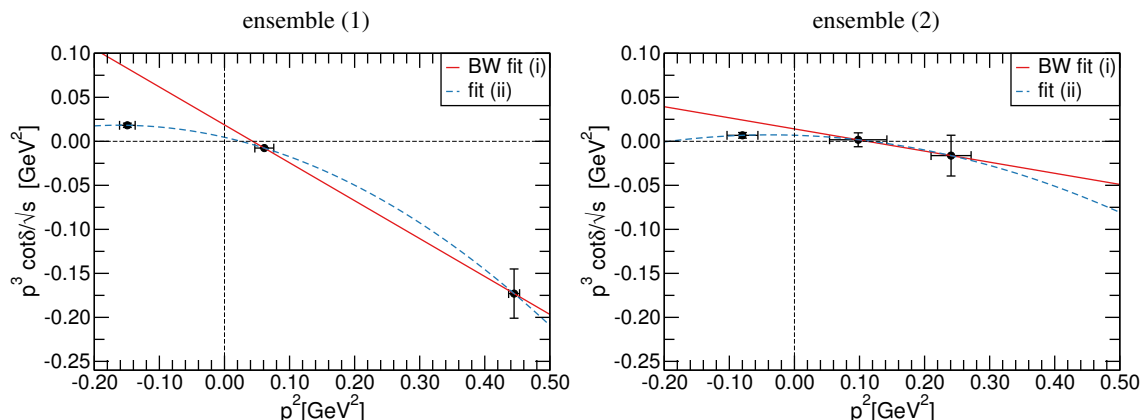 ensemble (1)
0.10
0.05
0.00
-0.05
-0.10
-0.15
-0.20
-0.25
p³ cotδ/√s [GeV²]
BW fit (i)
fit (ii)
-0.20 -0.10 0.00 0.10 0.20 0.30 0.40 0.50
p²[GeV²]
ensemble (2)
0.10
0.05
0.00
-0.05
-0.10
-0.15
-0.20
-0.25
p³ cotδ/√s [GeV²]
BW fit (i)
fit (ii)
-0.20 -0.10 0.00 0.10 0.20 0.30 0.40 0.50
p²[GeV²]